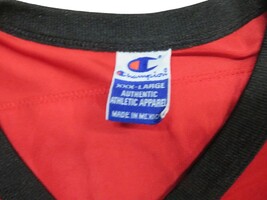 Champion
XXX-LARGE
AUTHENTIC
ATHLETIC APPAREL
MADE IN MEXICO